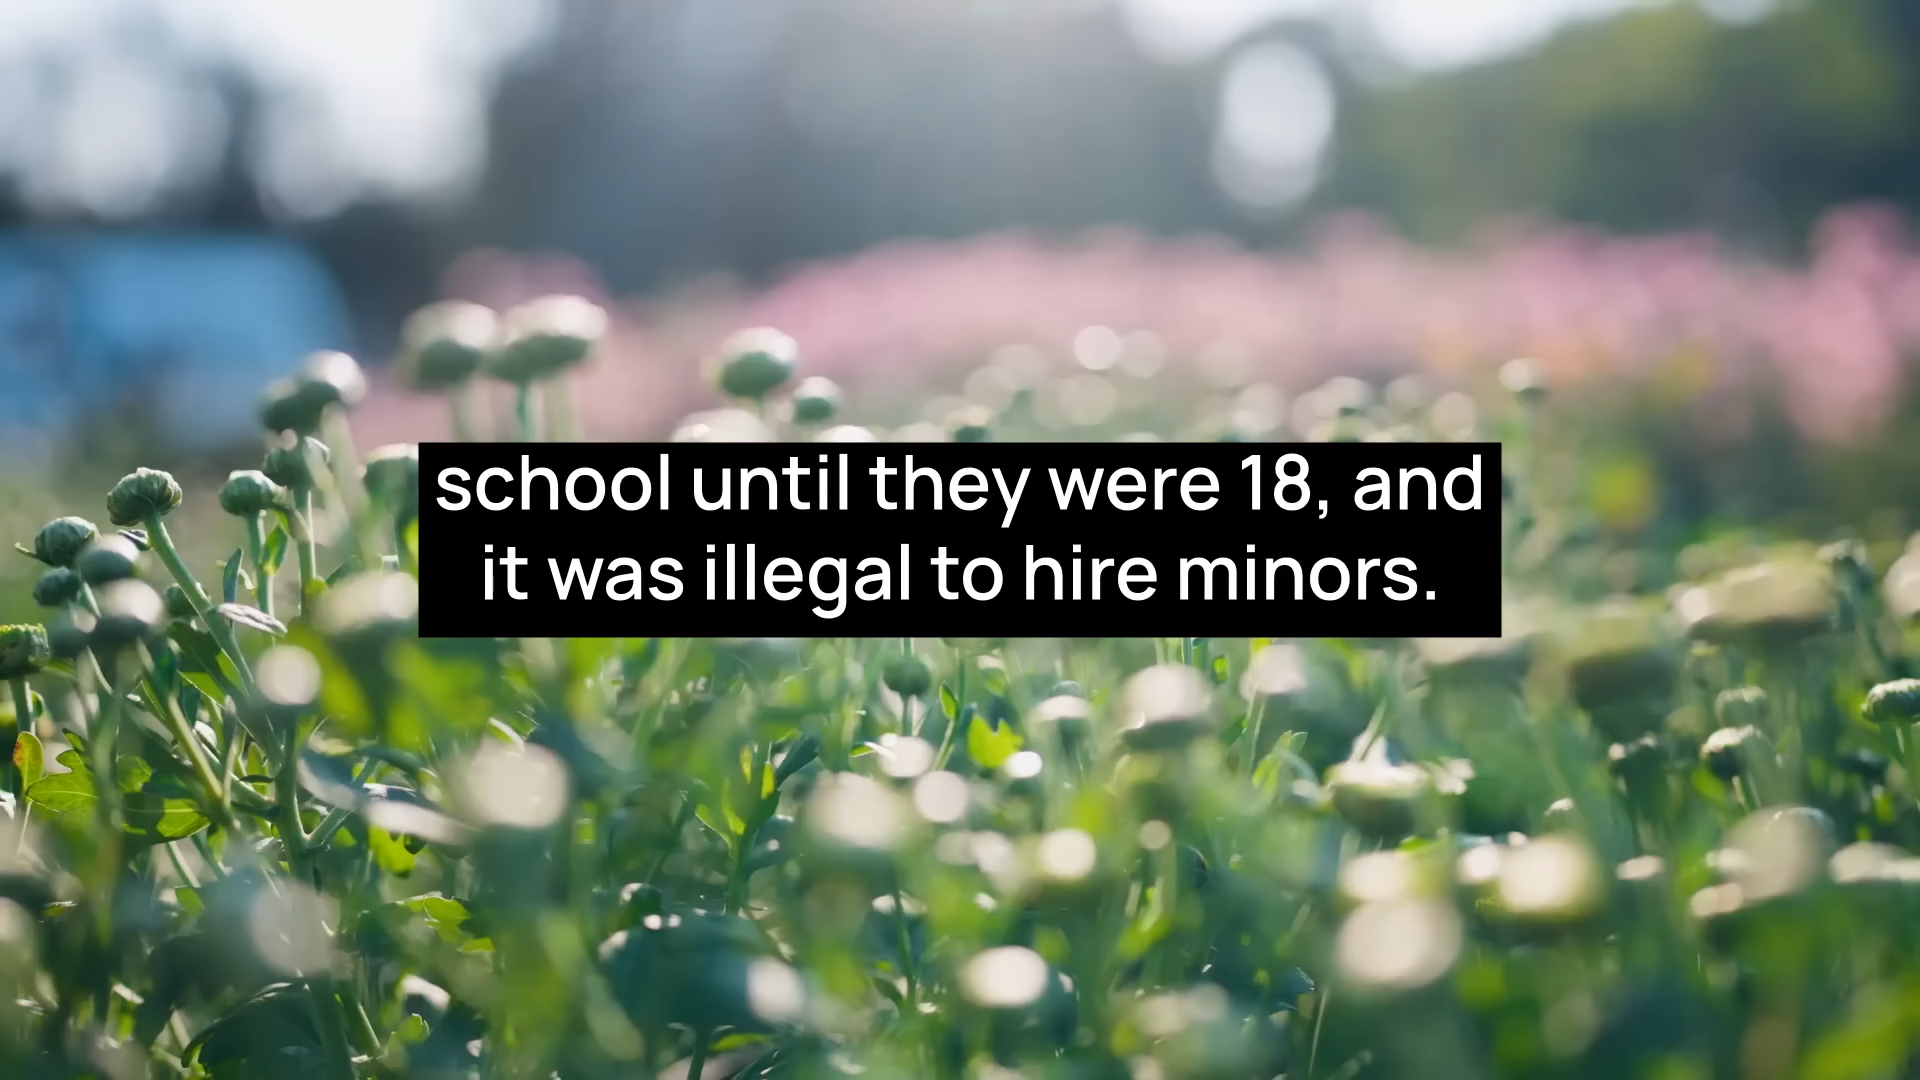 school until they were 18, and
it was illegal to hire minors.